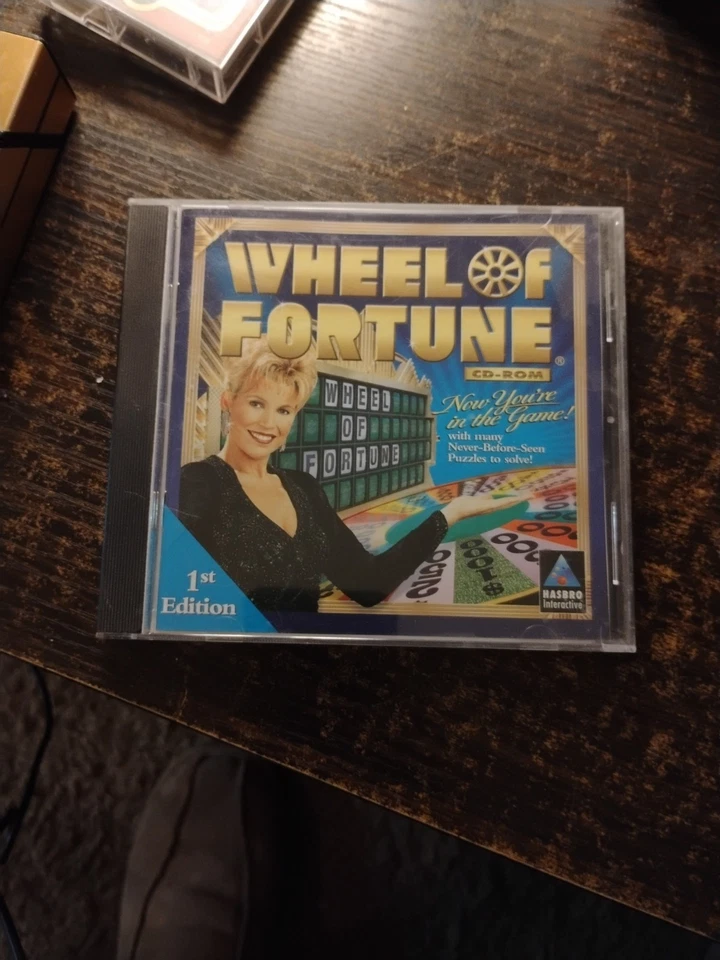 WHEEL OF
FORTUNE®
CD-ROM
Now You're
in the Game!
with many
Never-Before-Seen
Puzzles to solve!
WHEEL
OF
FORTUNE
1st
Edition
HASBRO
Interactive